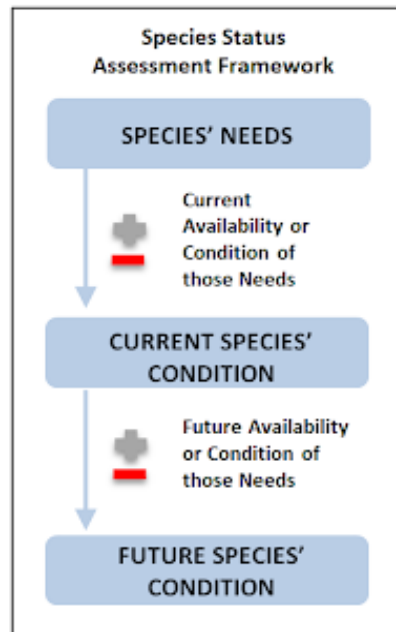 Species Status
Assessment Framework
SPECIES' NEEDS
Current
Availability or
Condition of
those Needs
CURRENT SPECIES'
CONDITION
Future Availability
or Condition of
those Needs
FUTURE SPECIES'
CONDITION